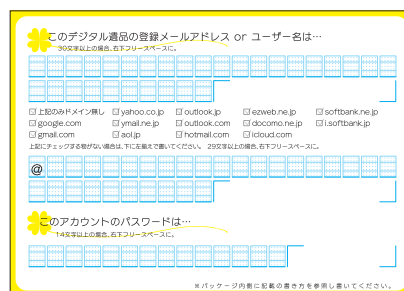 このデジタル遺品の登録メールアドレス or ユーザー名は…
30文字以上の場合、右下フリースペースに。
☑上記のみドメイン無し ☑yahoo.co.jp ☑outlook.jp ☑ezweb.ne.jp ☑softbank.ne.jp
☑google.com ☑ymail.ne.jp ☑outlook.com ☑docomo.ne.jp ☑i.softbank.jp
☑gmail.com ☑aol.jp ☑hotmail.com ☑icloud.com
上記にチェックする物がない場合は、下に左揃えで書いてください。 29文字以上の場合、右下フリースペースに。
@
このアカウントのパスワードは…
14文字以上の場合、右下フリースペースに。
※パッケージ内側に記載の書き方を参照し書いてください。